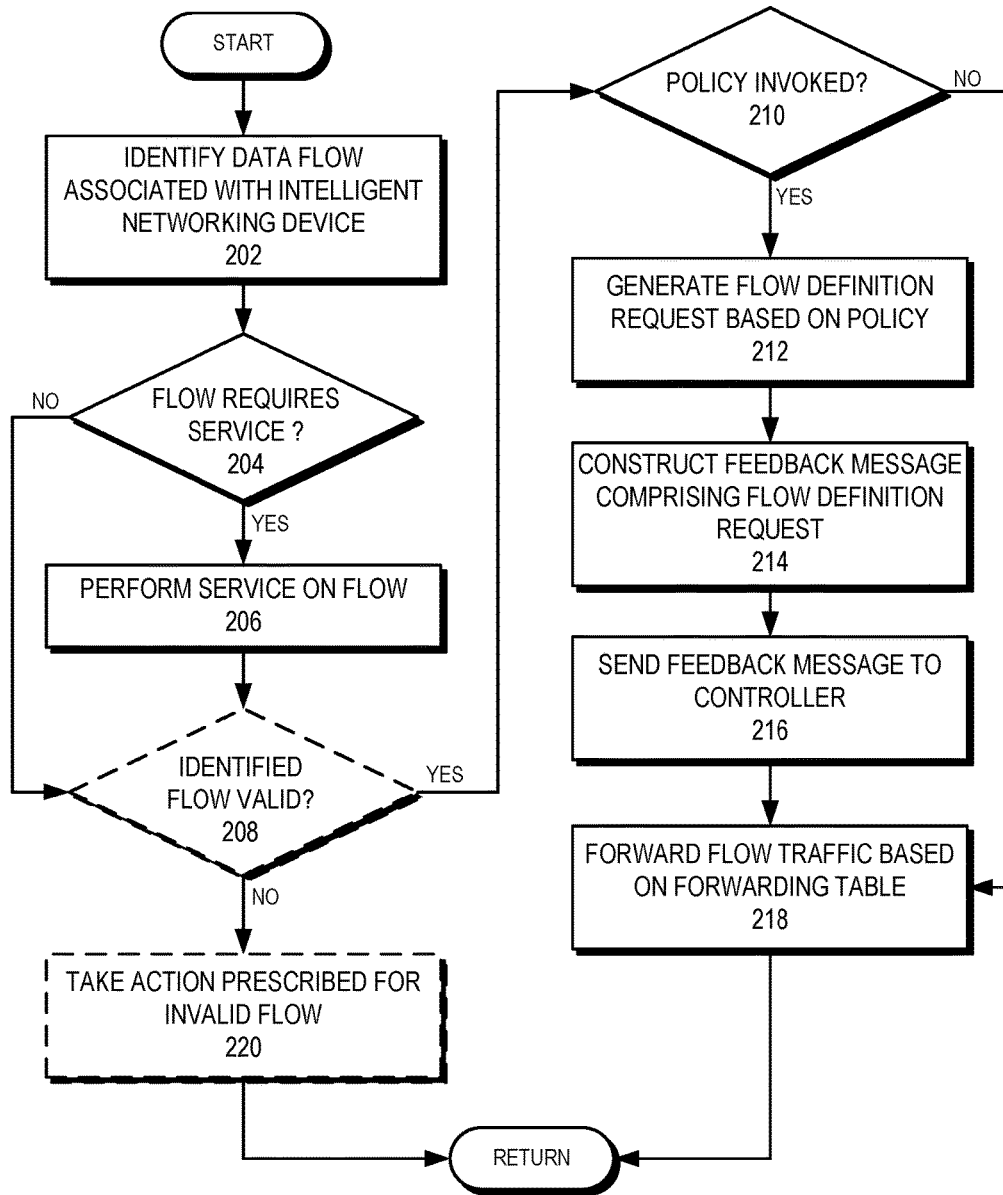 START
IDENTIFY DATA FLOW
ASSOCIATED WITH INTELLIGENT
NETWORKING DEVICE
202
NO
FLOW REQUIRES
SERVICE ?
204
YES
PERFORM SERVICE ON FLOW
206
IDENTIFIED
FLOW VALID?
208
YES
NO
TAKE ACTION PRESCRIBED FOR
INVALID FLOW
220
POLICY INVOKED?
210
NO
YES
GENERATE FLOW DEFINITION
REQUEST BASED ON POLICY
212
CONSTRUCT FEEDBACK MESSAGE
COMPRISING FLOW DEFINITION
REQUEST
214
SEND FEEDBACK MESSAGE TO
CONTROLLER
216
FORWARD FLOW TRAFFIC BASED
ON FORWARDING TABLE
218
RETURN